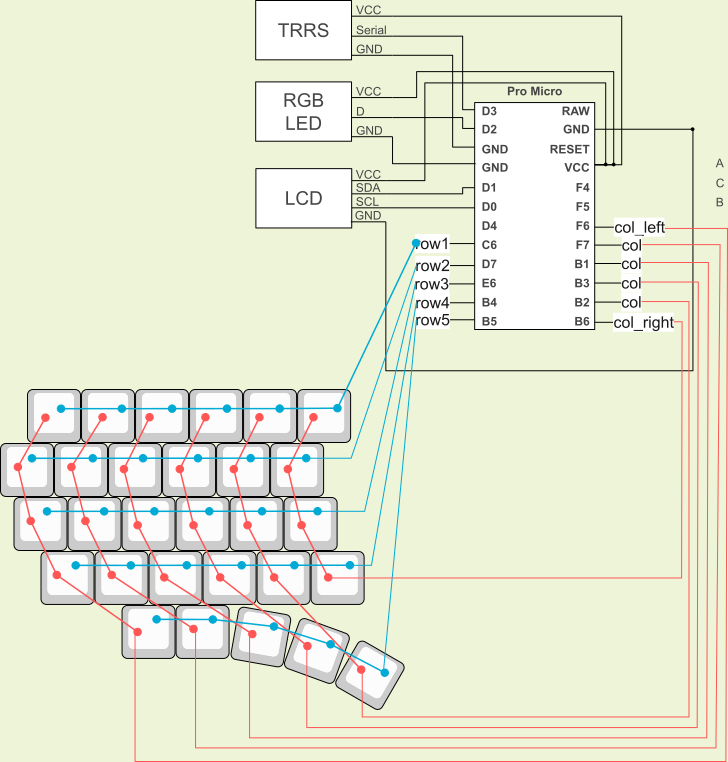 VCC
TRRS
Serial
GND
VCC
RGB
LED
D
GND
LCD
VCC
SDA
SCL
GND
Pro Micro
D3 RAW
D2 GND
GND RESET
GND VCC
D1 F4
D0 F5
D4 F6
C6 F7
D7 B1
E6 B3
B4 B2
B5 B6
A
C
B
col_left
row1 col
row2 col
row3 col
row4 col
row5 col_right